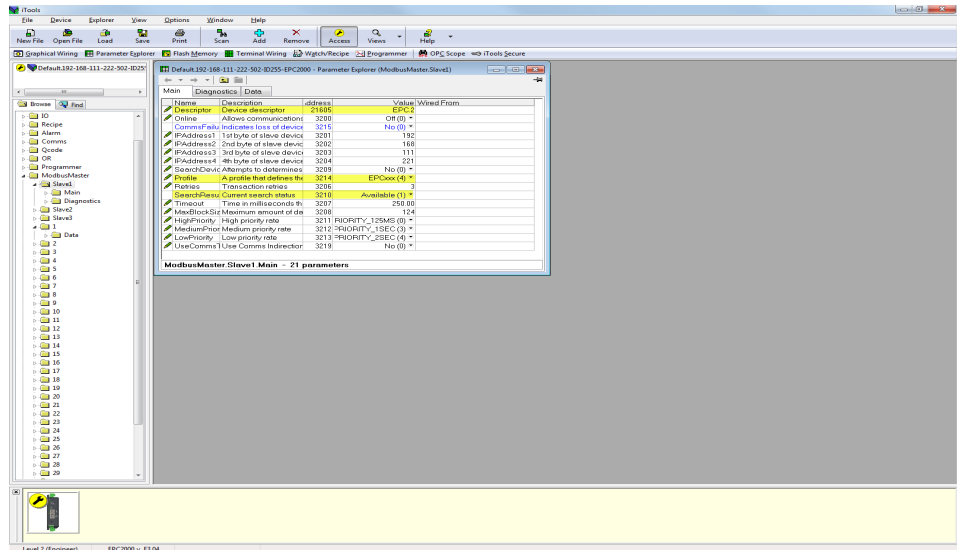 iTools
File Device Explorer View Options Window Help
New File Open File Load Save Print Scan Add Remove Access Views Help
Graphical Wiring Parameter Explorer Flash Memory Terminal Wiring Watch/Recipe Programmer OPC Scope iTools Secure
Default.192-168-111-222-502-ID25
Browse Find
IO
Recipe
Alarm
Comms
Qcode
OR
Programmer
ModbusMaster
Slave1
Main
Diagnostics
Slave2
Slave3
1
Data
2
3
4
5
6
7
8
9
10
11
12
13
14
15
16
17
18
19
20
21
22
23
24
25
26
27
28
29
Default.192-168-111-222-502-ID255-EPC2000 - Parameter Explorer (ModbusMaster.Slave1)
Main Diagnostics Data
Name Description ddress Value Wired From
Descriptor Device descriptor 21605 EPC2
Online Allows communications 3200 Off (0)
CommsFailu Indicates loss of device 3215 No (0)
IPAddress1 1st byte of slave device 3201 192
IPAddress2 2nd byte of slave devic 3202 168
IPAddress3 3rd byte of slave device 3203 111
IPAddress4 4th byte of slave device 3204 221
SearchDevic Attempts to determines 3209 No (0)
Profile A profile that defines the 3214 EPCxxx (4)
Retries Transaction retries 3206 3
SearchResu Current search status 3210 Available (1)
Timeout Time in milliseconds th 3207 250.00
MaxBlockSiz Maximum amount of da 3208 124
HighPriority High priority rate 3211 RIORITY_125MS (0)
MediumPrior Medium priority rate 3212 PRIORITY_1SEC (3)
LowPriority Low priority rate 3213 PRIORITY_2SEC (4)
UseCommsT Use Comms Indirection 3219 No (0)
ModbusMaster.Slave1.Main - 21 parameters
Level 2 (Engineer) EPC2000 v. E3.04